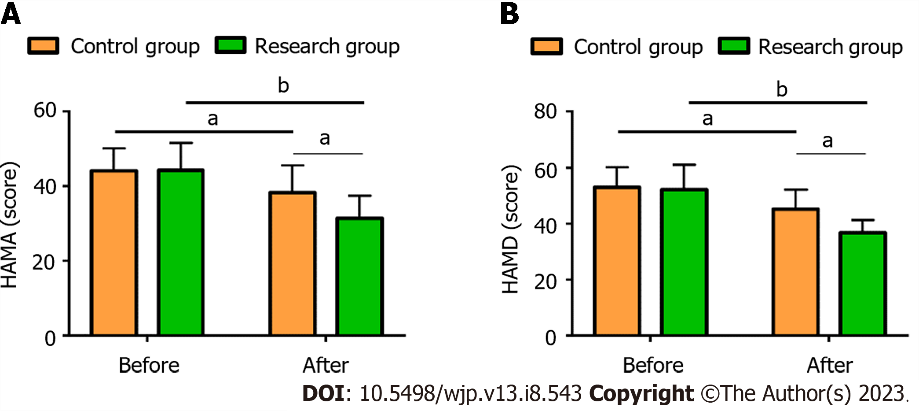 A
Control group Research group
b
a
a
60
40
20
0
HAMA (score)
Before After
B
Control group Research group
b
a
a
80
60
40
20
0
HAMD (score)
Before After
DOI: 10.5498/wjp.v13.i8.543 Copyright ©The Author(s) 2023.